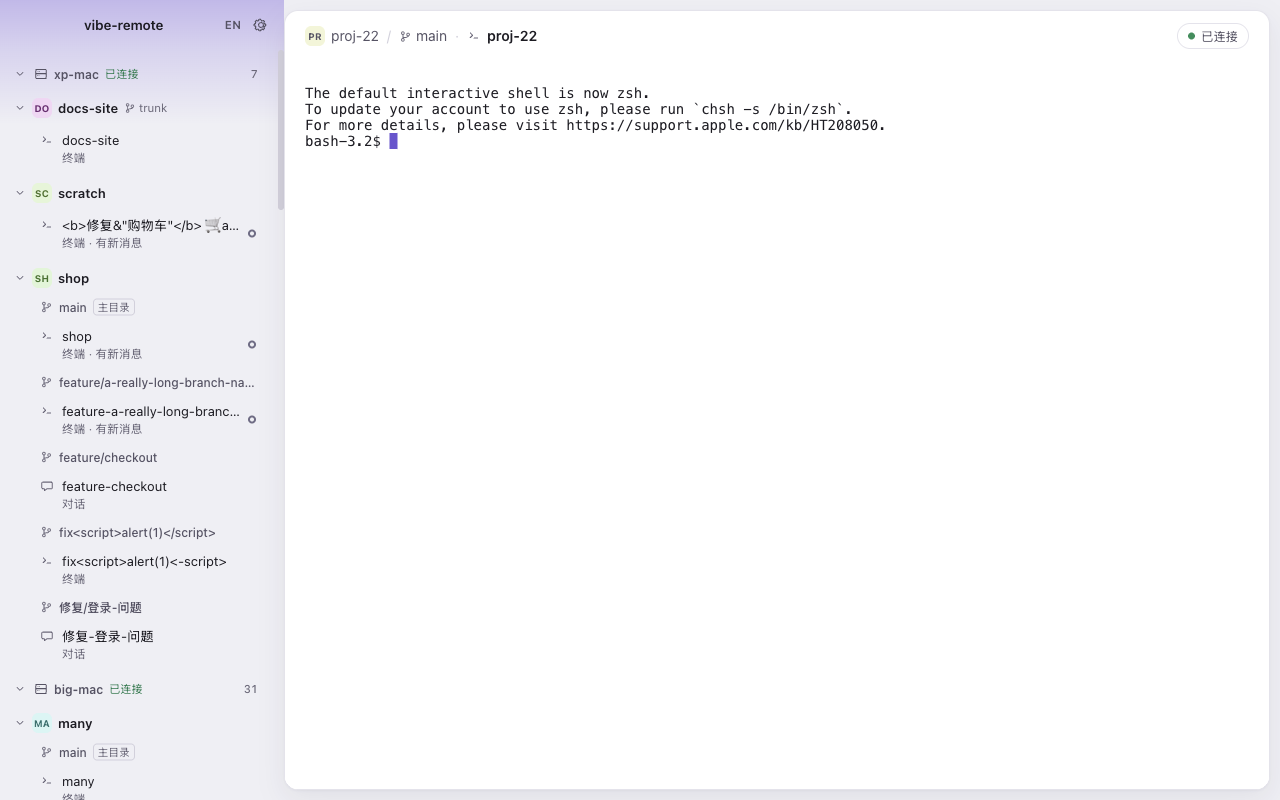 vibe-remote EN
xp-mac 已连接 7
DO docs-site trunk
docs-site
终端
SC scratch
<b>修复&"购物车"</b> 🛒a...
终端 · 有新消息
SH shop
main 主目录
shop
终端 · 有新消息
feature/a-really-long-branch-na...
feature-a-really-long-branc...
终端 · 有新消息
feature/checkout
feature-checkout
对话
fix<script>alert(1)</script>
fix<script>alert(1)<-script>
终端
修复/登录-问题
修复-登录-问题
对话
big-mac 已连接 31
MA many
main 主目录
many
终端
PR proj-22 / main · proj-22
已连接
The default interactive shell is now zsh.
To update your account to use zsh, please run `chsh -s /bin/zsh`.
For more details, please visit https://support.apple.com/kb/HT208050.
bash-3.2$